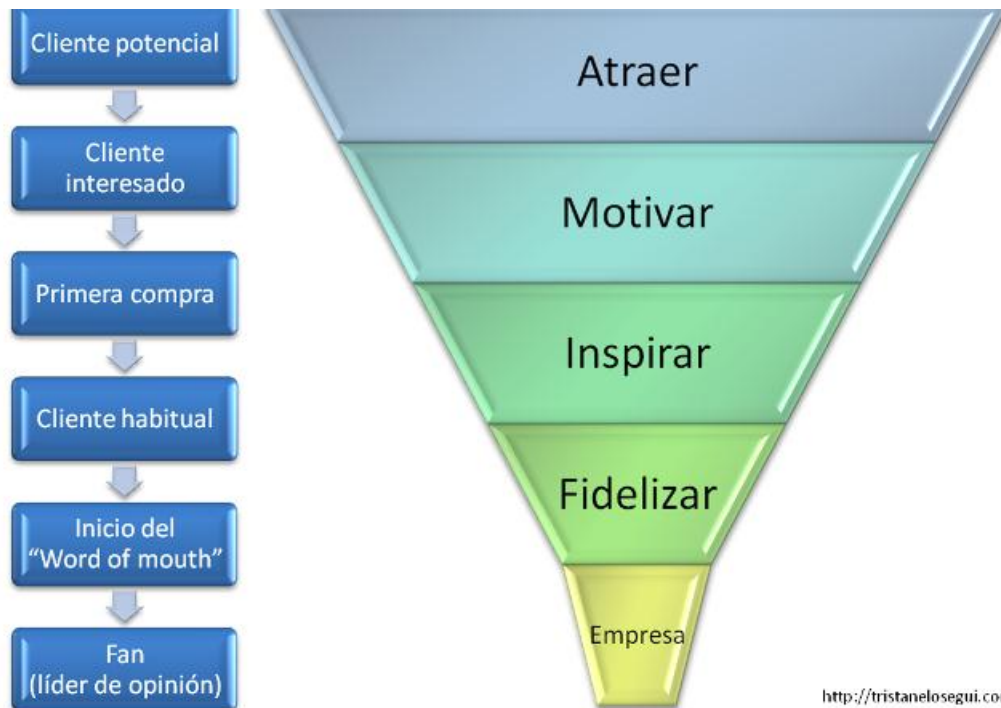 Cliente potencial
Cliente
interesado
Primera compra
Cliente habitual
Inicio del
“Word of mouth”
Fan
(líder de opinión)
Atraer
Motivar
Inspirar
Fidelizar
Empresa
http://tristanelosegui.co